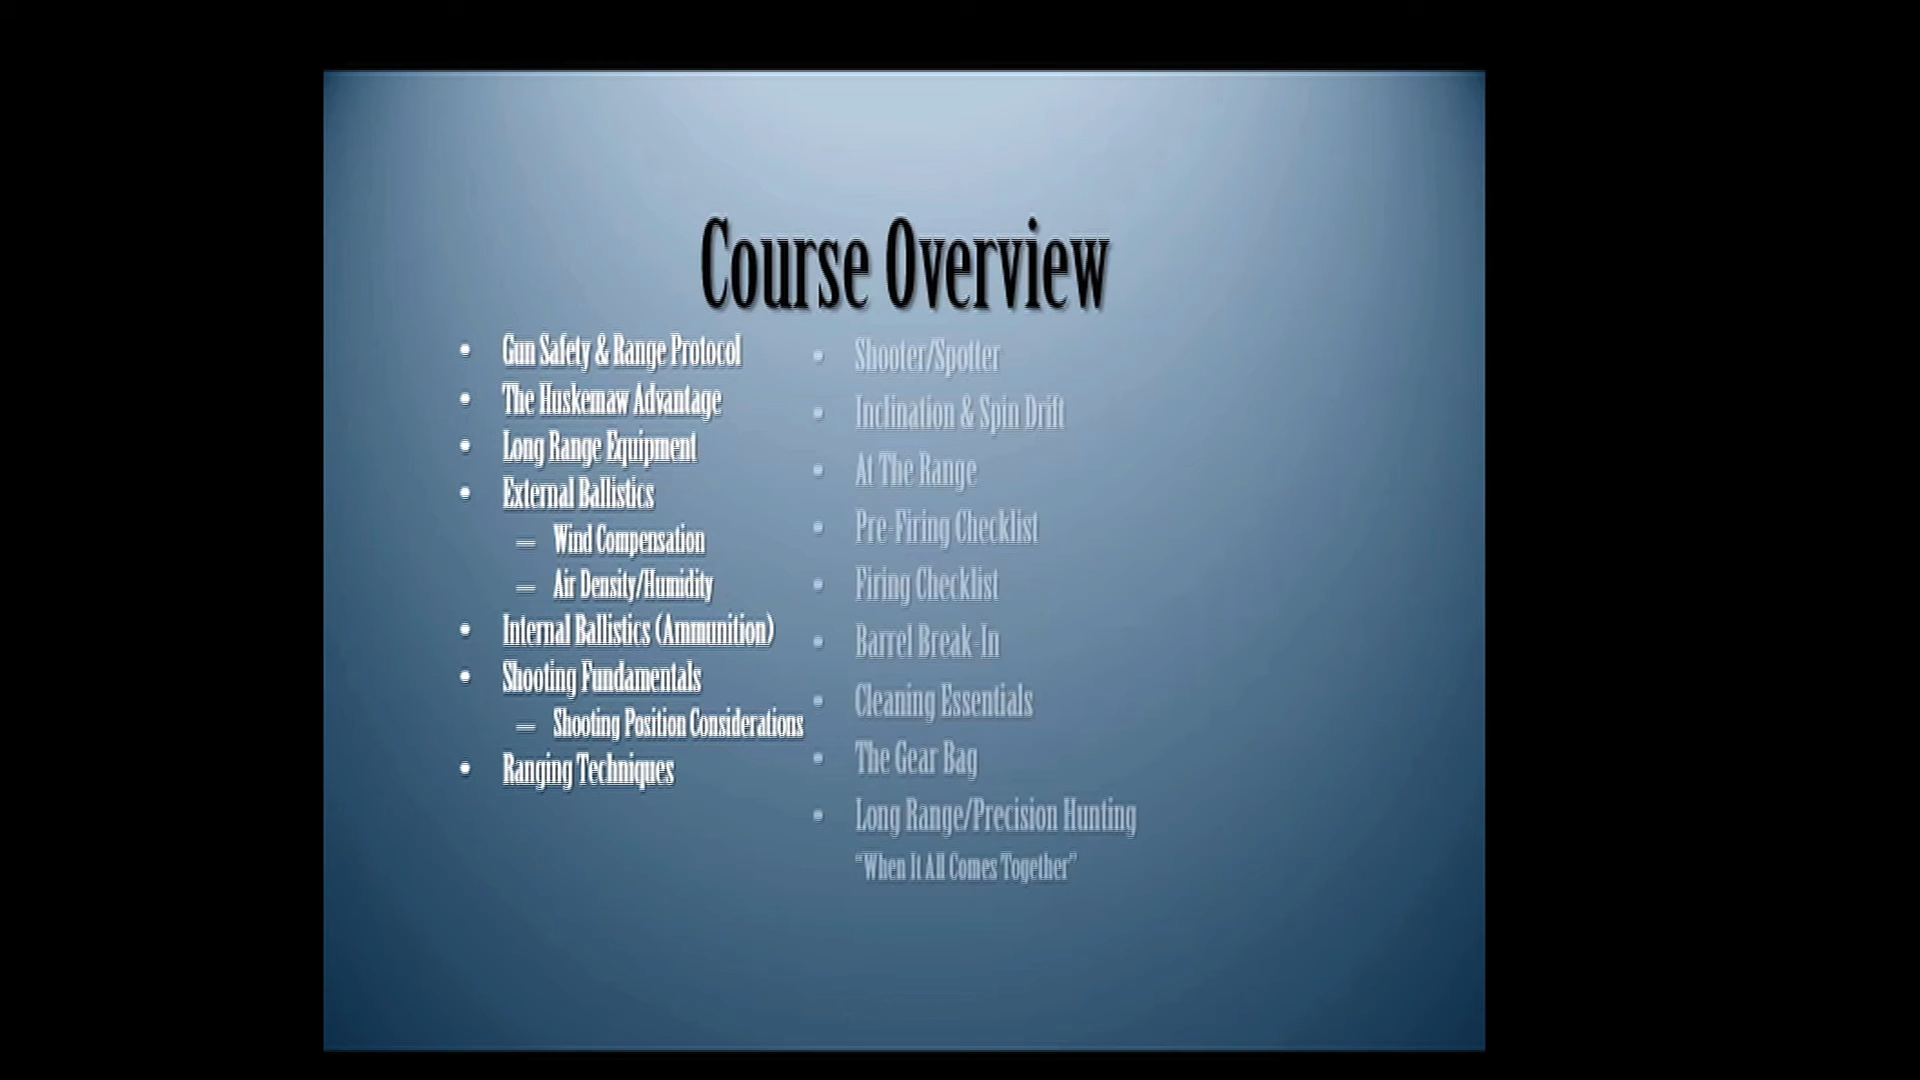 Course Overview
• Gun Safety & Range Protocol
• The Huskemaw Advantage
• Long Range Equipment
• External Ballistics
– Wind Compensation
– Air Density/Humidity
• Internal Ballistics (Ammunition)
• Shooting Fundamentals
– Shooting Position Considerations
• Ranging Techniques
• Shooter/Spotter
• Inclination & Spin Drift
• At The Range
• Pre-Firing Checklist
• Firing Checklist
• Barrel Break-In
• Cleaning Essentials
• The Gear Bag
• Long Range/Precision Hunting
“When It All Comes Together”